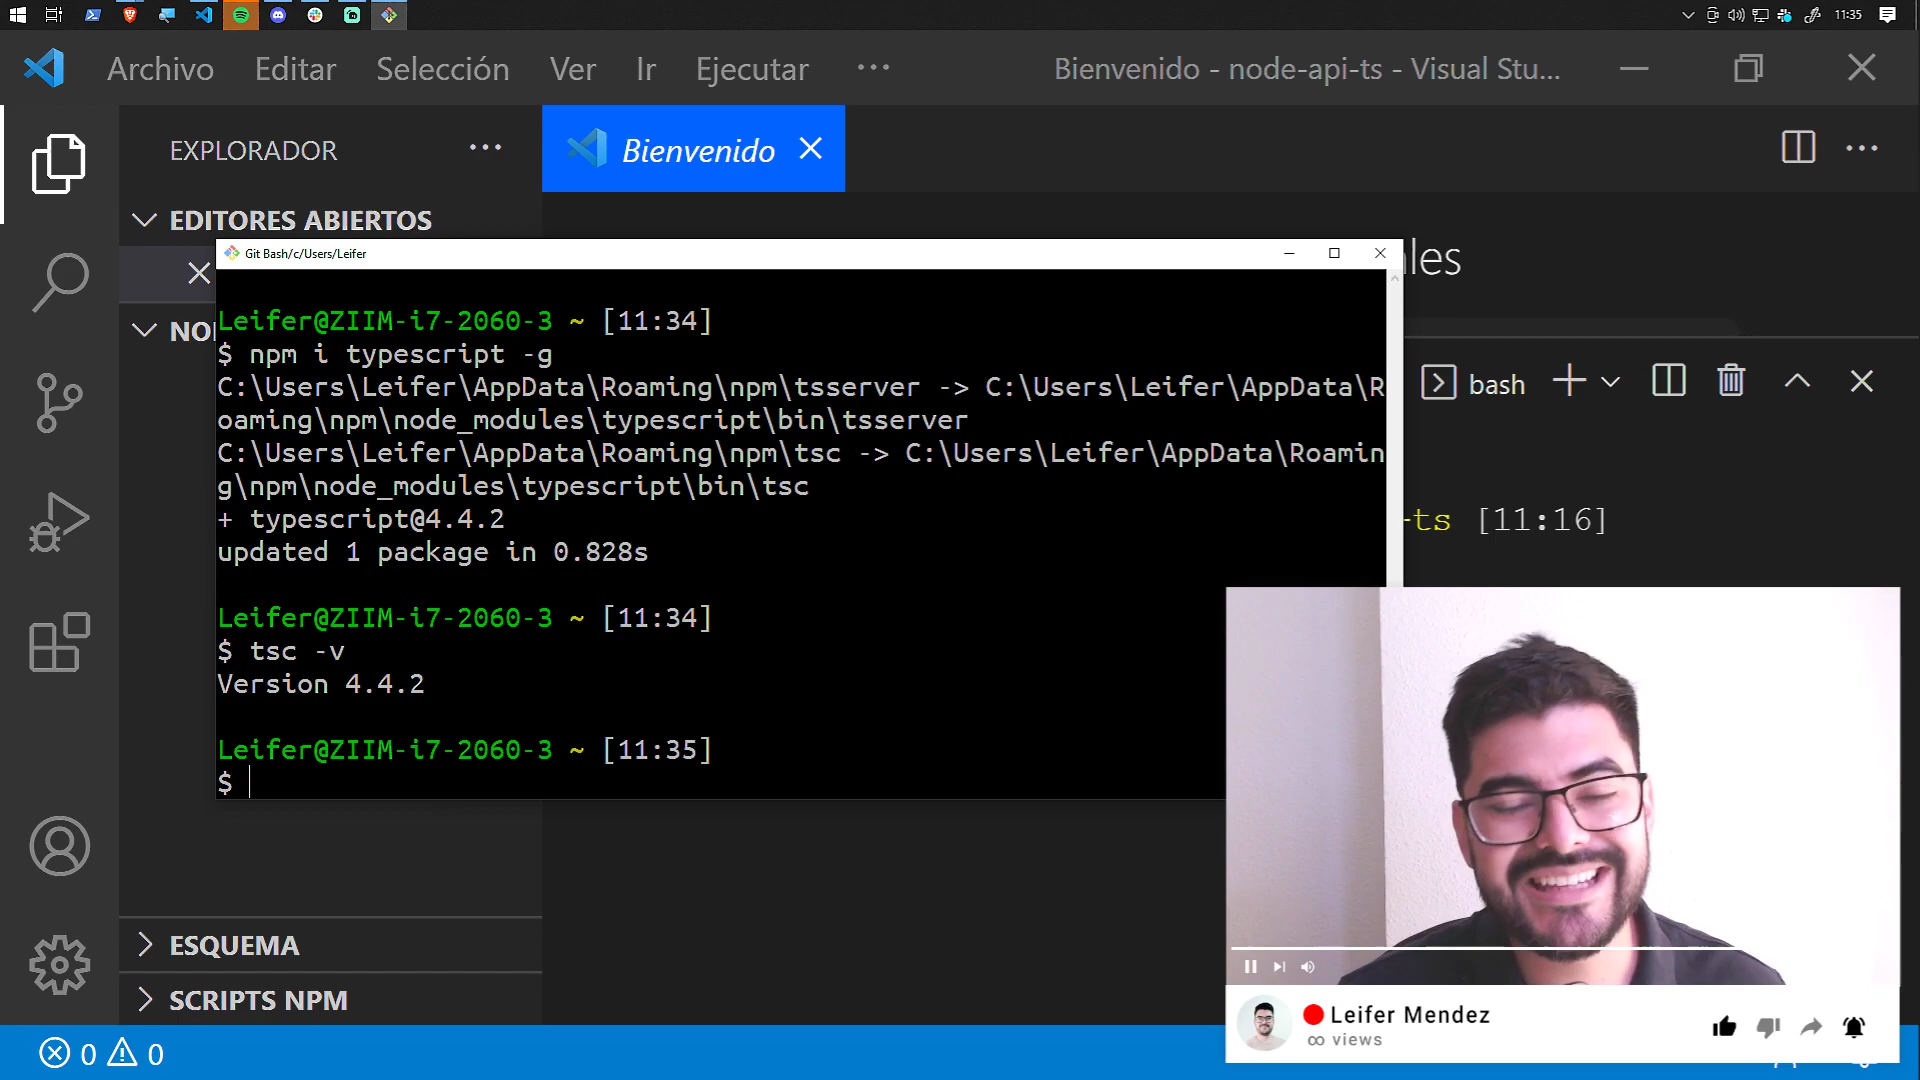 11:35
Archivo Editar Selección Ver Ir Ejecutar ··· Bienvenido - node-api-ts - Visual Stu...
EXPLORADOR ···
Bienvenido
EDITORES ABIERTOS
Git Bash/c/Users/Leifer
les
NO
Leifer@ZIIM-i7-2060-3 ~ [11:34]
$ npm i typescript -g
C:\Users\Leifer\AppData\Roaming\npm\tsserver -> C:\Users\Leifer\AppData\R
oaming\npm\node_modules\typescript\bin\tsserver
C:\Users\Leifer\AppData\Roaming\npm\tsc -> C:\Users\Leifer\AppData\Roamin
g\npm\node_modules\typescript\bin\tsc
+ typescript@4.4.2
updated 1 package in 0.828s
Leifer@ZIIM-i7-2060-3 ~ [11:34]
$ tsc -v
Version 4.4.2
Leifer@ZIIM-i7-2060-3 ~ [11:35]
$
bash
-ts [11:16]
ESQUEMA
SCRIPTS NPM
0 0
Leifer Mendez
∞ views